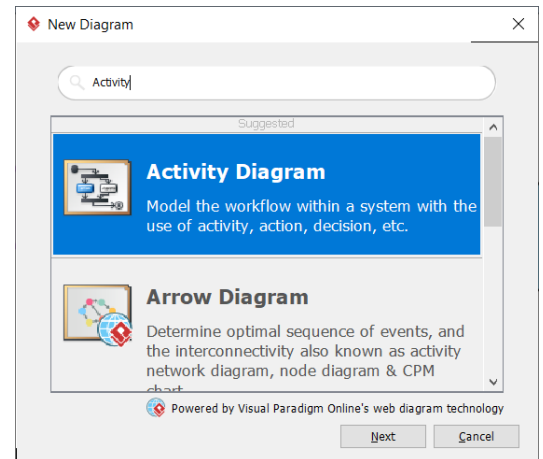 New Diagram
Activity
Suggested
Activity Diagram
Model the workflow within a system with the
use of activity, action, decision, etc.
Arrow Diagram
Determine optimal sequence of events, and
the interconnectivity also known as activity
network diagram, node diagram & CPM
chart
Powered by Visual Paradigm Online's web diagram technology
Next
Cancel